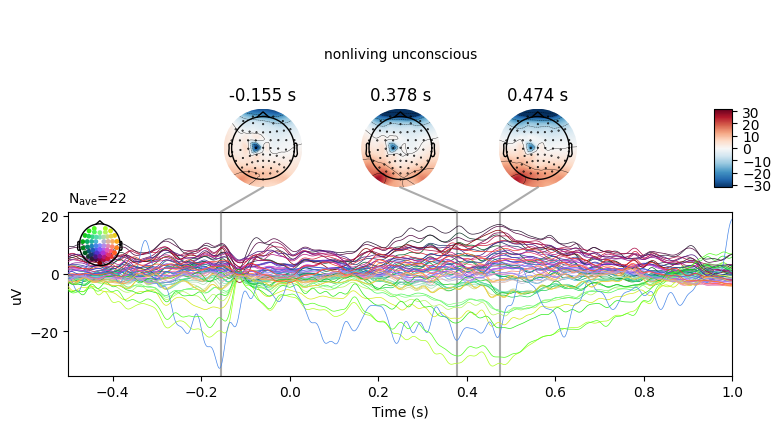 nonliving unconscious
-0.155 s 0.378 s 0.474 s
30
20
10
0
−10
−20
−30
Nave=22
20
0
−20
uV
−0.4 −0.2 0.0 0.2 0.4 0.6 0.8 1.0
Time (s)